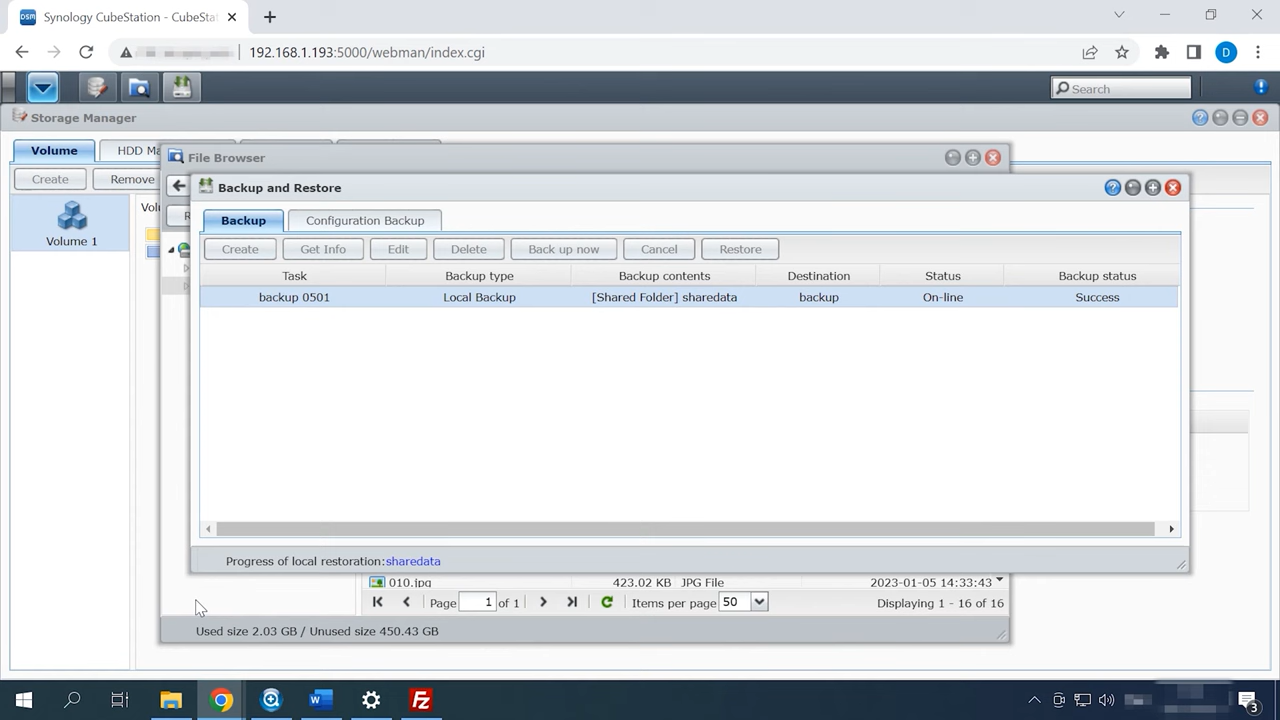 DSM Synology CubeStation - CubeSta
192.168.1.193:5000/webman/index.cgi
D
Search
Storage Manager
Volume HDD Ma
Create Remove
Volu
Volume 1
File Browser
R
Backup and Restore
Backup Configuration Backup
Create Get Info Edit Delete Back up now Cancel Restore
Task Backup type Backup contents Destination Status Backup status
backup 0501 Local Backup [Shared Folder] sharedata backup On-line Success
Progress of local restoration:sharedata
010.jpg 423.02 KB JPG File 2023-01-05 14:33:43
Page 1 of 1 Items per page 50 Displaying 1 - 16 of 16
Used size 2.03 GB / Unused size 450.43 GB
3